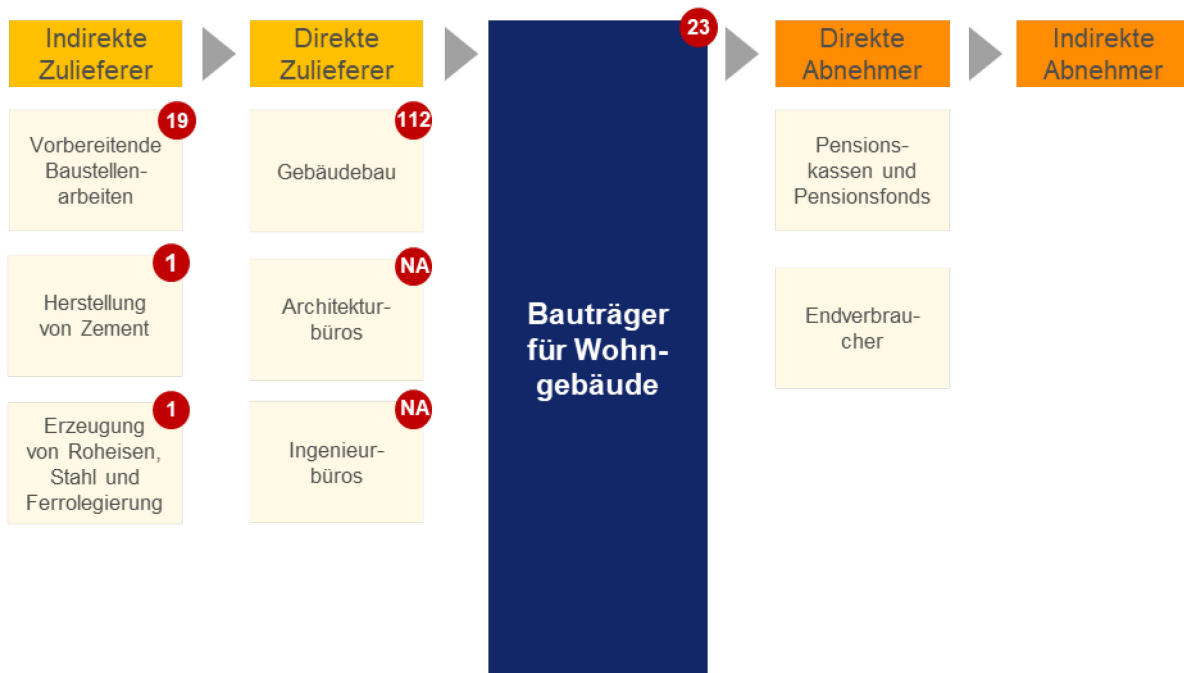 Indirekte
Zulieferer
Direkte
Zulieferer
23
Direkte
Abnehmer
Indirekte
Abnehmer
19
Vorbereitende
Baustellen-
arbeiten
112
Gebäudebau
Pensions-
kassen und
Pensionsfonds
1
Herstellung
von Zement
NA
Architektur-
büros
Bauträger
für Wohn-
gebäude
Endverbrau-
cher
1
Erzeugung
von Roheisen,
Stahl und
Ferrolegierung
NA
Ingenieur-
büros